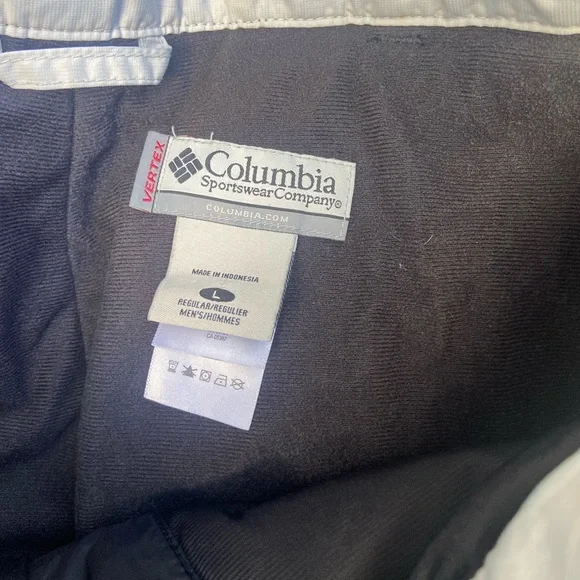 VERTEX
Columbia
Sportswear Company®
COLUMBIA.COM
MADE IN INDONESIA
L
REGULAR/REGULIER
MEN'S/HOMMES